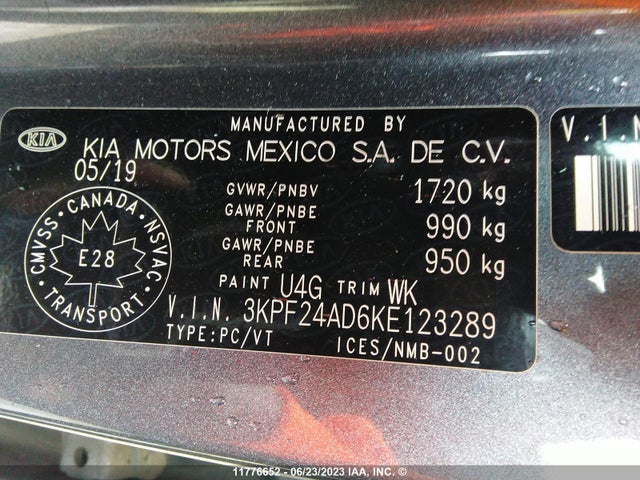 MANUFACTURED BY
KIA
KIA MOTORS MEXICO S.A. DE C.V.
05/19
GVWR/PNBV 1720 kg
GAWR/PNBE FRONT 990 kg
GAWR/PNBE REAR 950 kg
CMVSS · CANADA · NSVAC
E28
TRANSPORT
PAINT U4G TRIM WK
V.I.N. 3KPF24AD6KE123289
TYPE:PC/VT ICES/NMB-002
V.I.N
11776652 - 06/23/2023 IAA, INC. ©